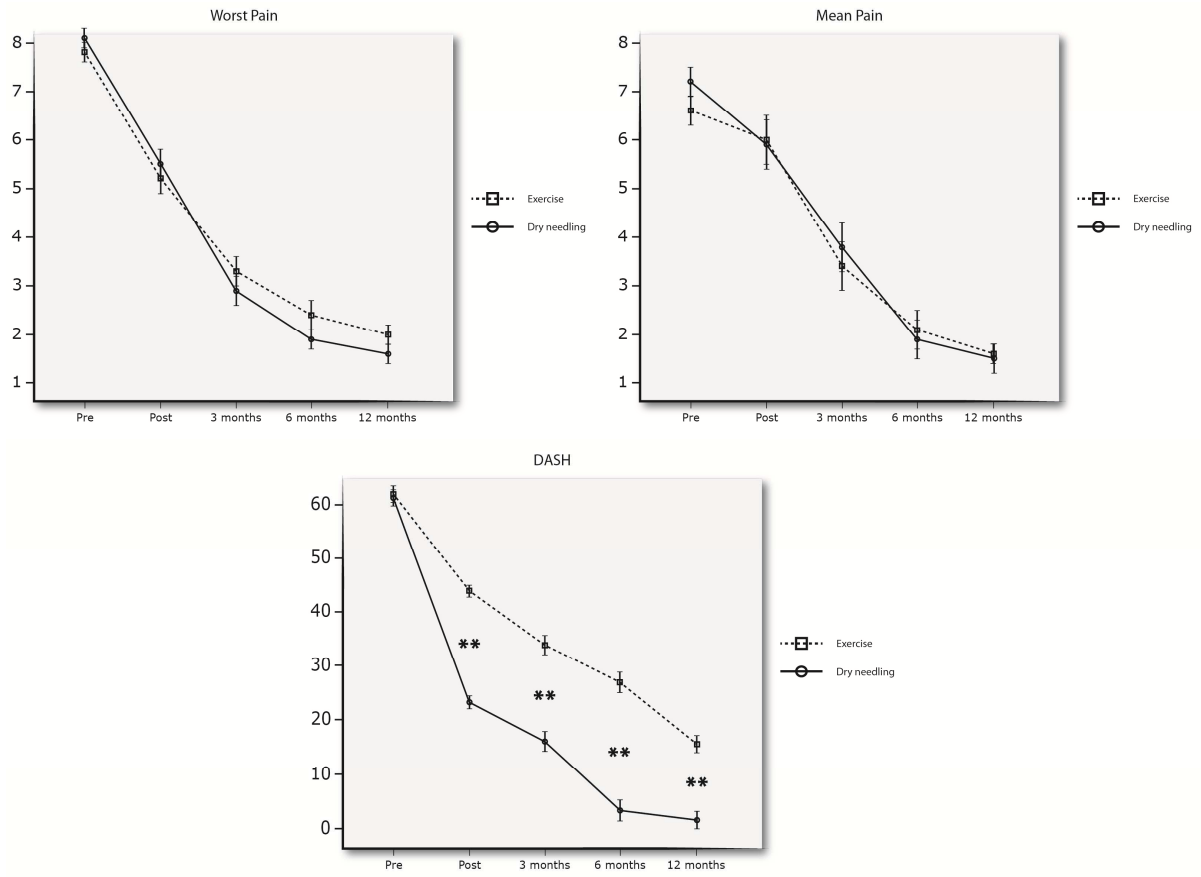 Worst Pain
8
7
6
5
4
3
2
1
Pre Post 3 months 6 months 12 months
Exercise
Dry needling
Mean Pain
8
7
6
5
4
3
2
1
Pre Post 3 months 6 months 12 months
Exercise
Dry needling
DASH
60
50
40
30
20
10
0
**
**
**
**
Pre Post 3 months 6 months 12 months
Exercise
Dry needling